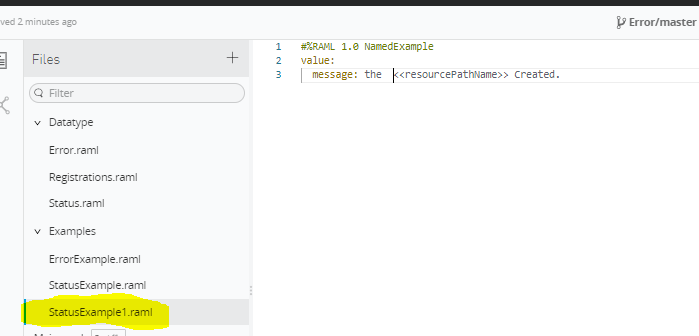 ved 2 minutes ago
Error/master
Files
Filter
Datatype
Error.raml
Registrations.raml
Status.raml
Examples
ErrorExample.raml
StatusExample.raml
StatusExample1.raml
1 #%RAML 1.0 NamedExample
2 value:
3 message: the <<resourcePathName>> Created.